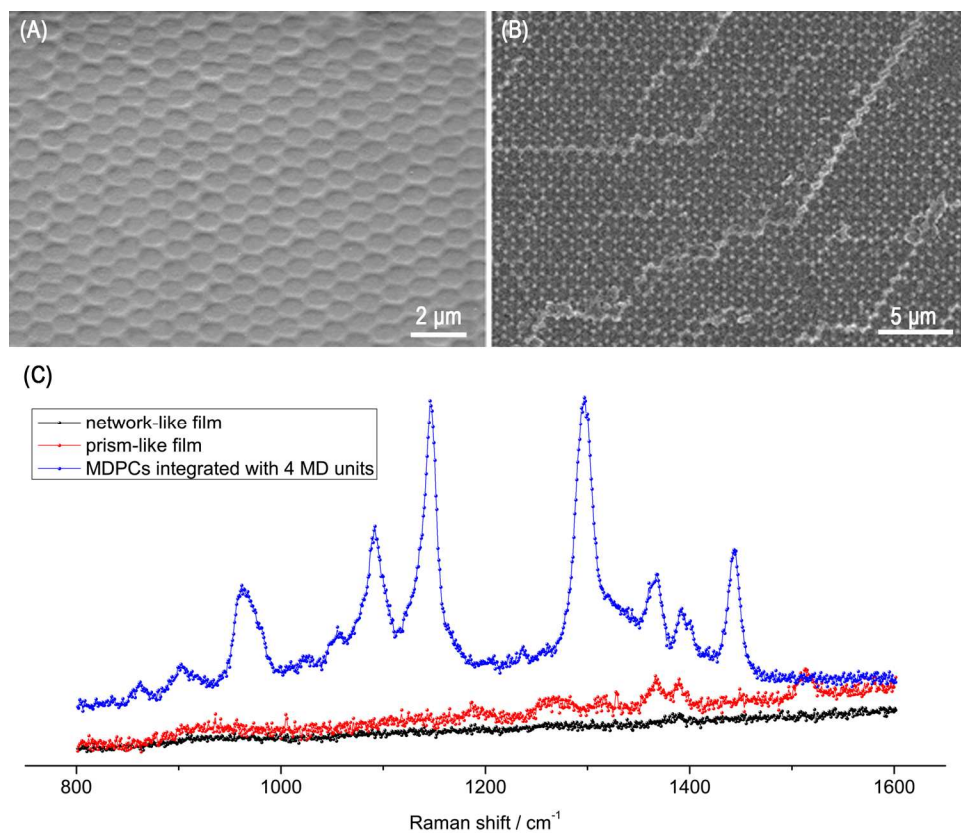 (A)
(B)
2 µm
5 µm
(C)
network-like film
prism-like film
MDPCs integrated with 4 MD units
800
1000
1200
1400
1600
Raman shift / cm⁻¹